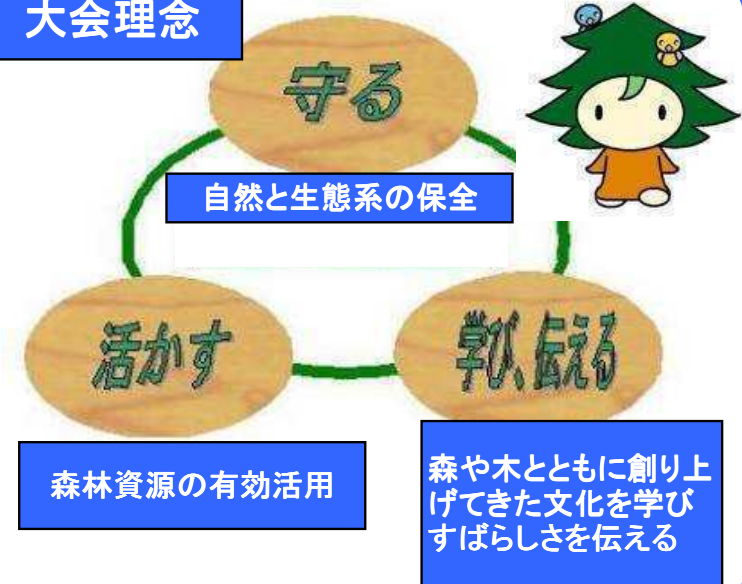 大会理念
守る
自然と生態系の保全
活かす
学び、伝える
森林資源の有効活用
森や木とともに創り上
げてきた文化を学び
すばらしさを伝える